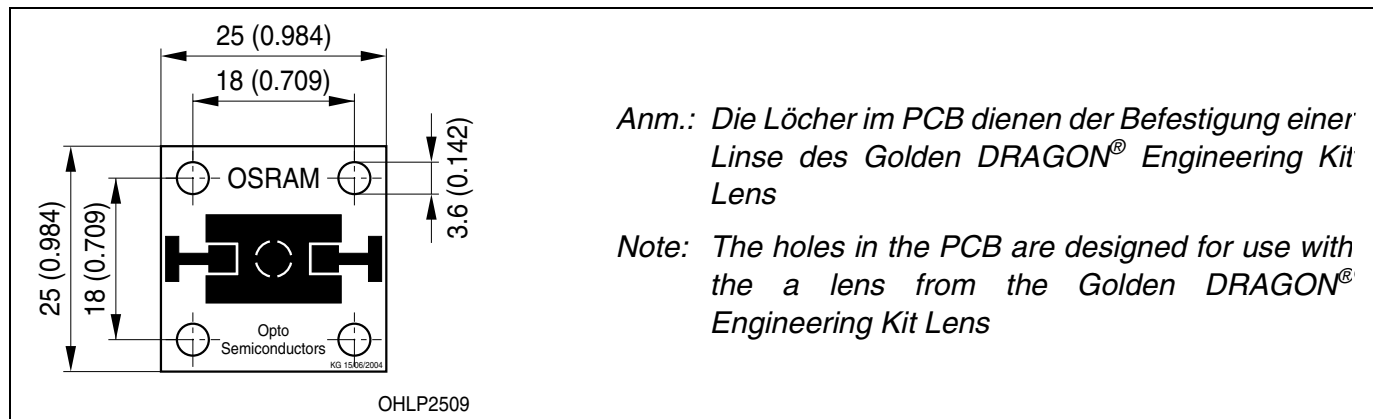 25 (0.984)
18 (0.709)
3.6 (0.142)
25 (0.984)
18 (0.709)
OSRAM
Opto
Semiconductors
KG 15/06/2004
OHLP2509
Anm.: Die Löcher im PCB dienen der Befestigung einer
Linse des Golden DRAGON® Engineering Kit
Lens
Note: The holes in the PCB are designed for use with
the a lens from the Golden DRAGON®
Engineering Kit Lens